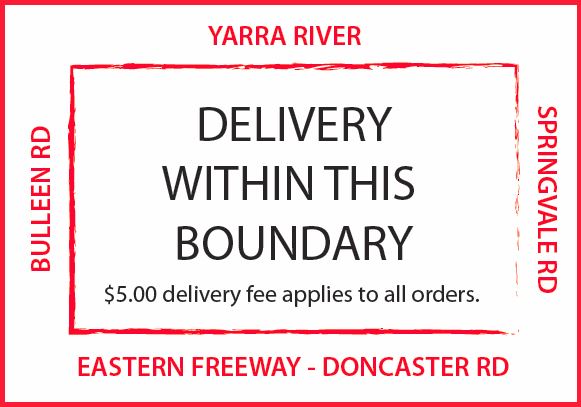 YARRA RIVER
BULLEEN RD
DELIVERY
WITHIN THIS
BOUNDARY
$5.00 delivery fee applies to all orders.
SPRINGVALE RD
EASTERN FREEWAY - DONCASTER RD